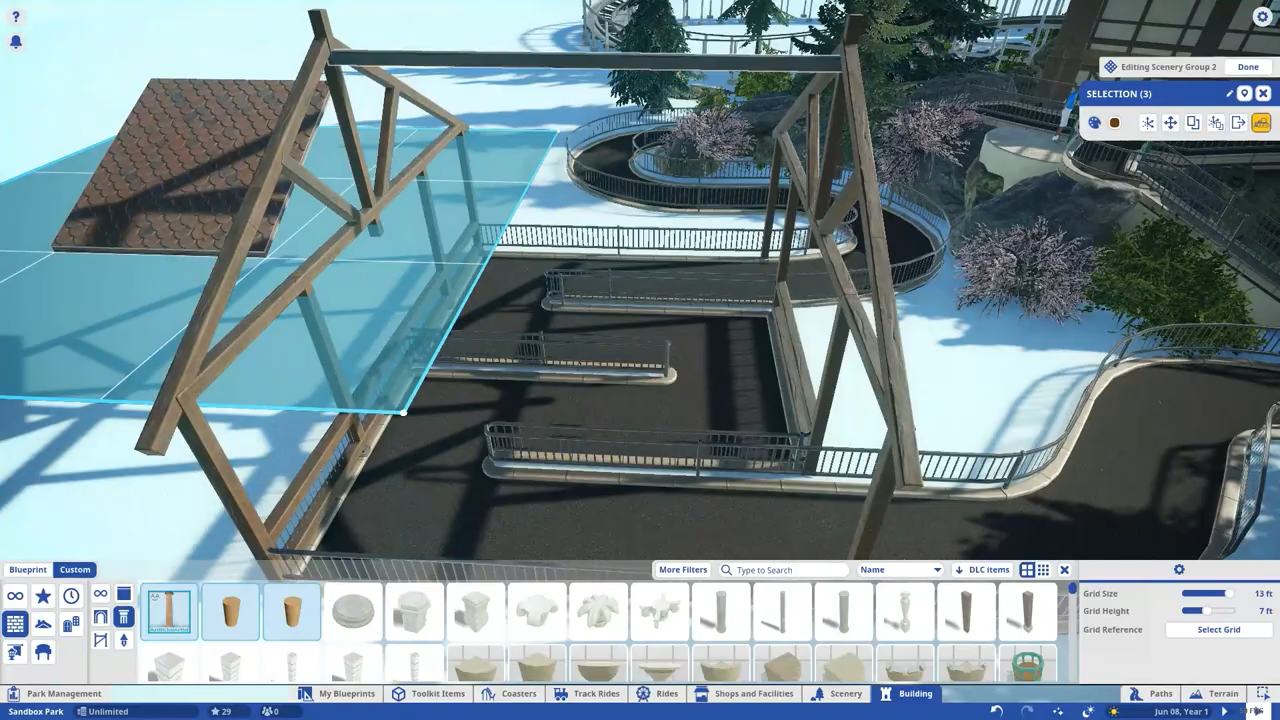 ?
Editing Scenery Group 2
Done
SELECTION (3)
Blueprint
Custom
More Filters
Type to Search
Name
DLC items
Grid Size
13 ft
Grid Height
7 ft
Grid Reference
Select Grid
Park Management
My Blueprints
Toolkit Items
Coasters
Track Rides
Rides
Shops and Facilities
Scenery
Building
Paths
Terrain
Sandbox Park
Unlimited
29
0
Jun 08, Year 1